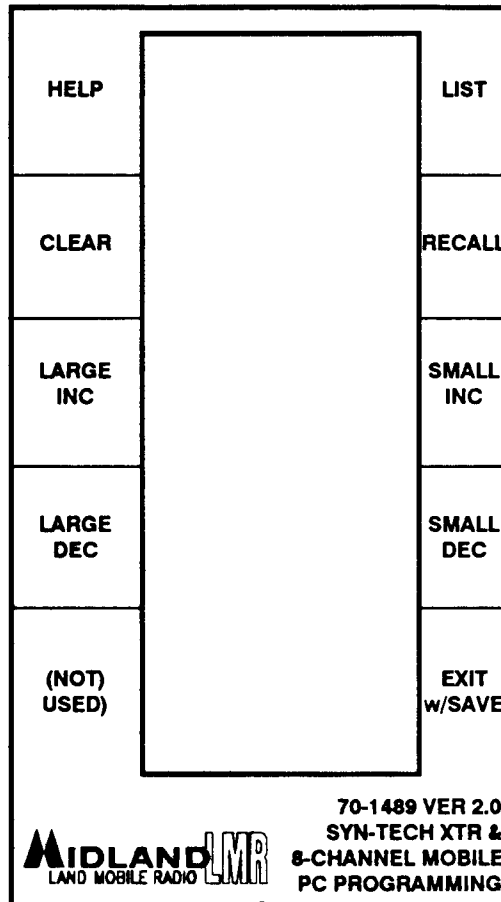 HELP
LIST
CLEAR
RECALL
LARGE
INC
SMALL
INC
LARGE
DEC
SMALL
DEC
(NOT)
USED)
EXIT
w/SAVE
MIDLAND LMR
LAND MOBILE RADIO
70-1489 VER 2.0
SYN-TECH XTR &
8-CHANNEL MOBILE
PC PROGRAMMING